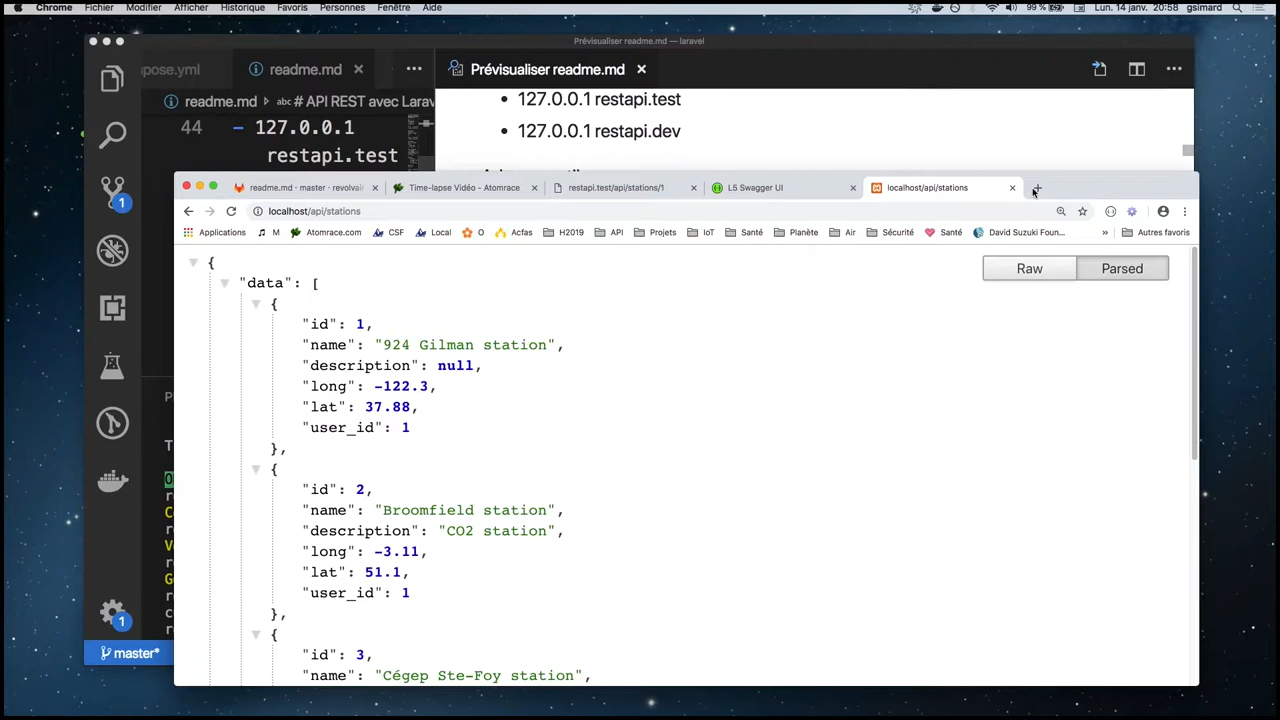 Chrome Fichier Modifier Affichage Historique Favoris Personnes Fenêtre Aide
99 % Lun. 14 janv. 20:58 gsimard
Prévisualiser readme.md — laravel
pose.yml
readme.md
Prévisualiser readme.md
readme.md › abc # API REST avec Larav
44 - 127.0.0.1
restapi.test
• 127.0.0.1 restapi.test
• 127.0.0.1 restapi.dev
readme.md · master · revolvair
Time-lapse Vidéo - Atomrace
restapi.test/api/stations/1
L5 Swagger UI
localhost/api/stations
localhost/api/stations
Applications M Atomrace.com CSF Local O Acfas H2019 API Projets IoT Santé Planète Air Sécurité Santé David Suzuki Foun... » Autres favoris
Raw Parsed
{
"data": [
{
"id": 1,
"name": "924 Gilman station",
"description": null,
"long": -122.3,
"lat": 37.88,
"user_id": 1
},
{
"id": 2,
"name": "Broomfield station",
"description": "CO2 station",
"long": -3.11,
"lat": 51.1,
"user_id": 1
},
{
"id": 3,
"name": "Cégep Ste-Foy station",
1
1
master*